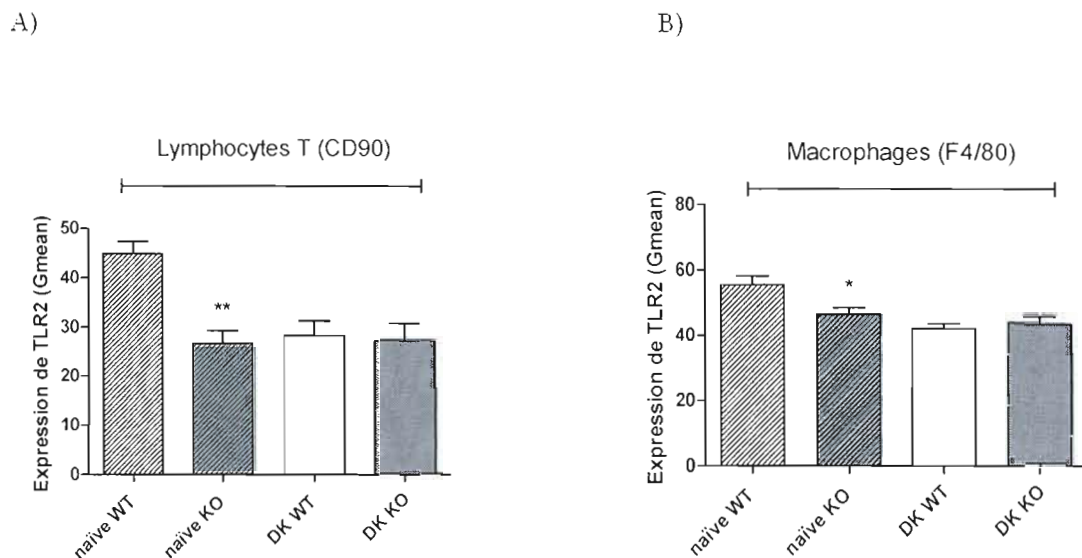 A)
B)
Lymphocytes T (CD90)
Expression de TLR2 (Gmean)
50
40
30
20
10
0
**
naïve WT
naïve KO
DK WT
DK KO
Macrophages (F4/80)
Expression de TLR2 (Gmean)
80
60
40
20
0
*
naïve WT
naïve KO
DK WT
DK KO